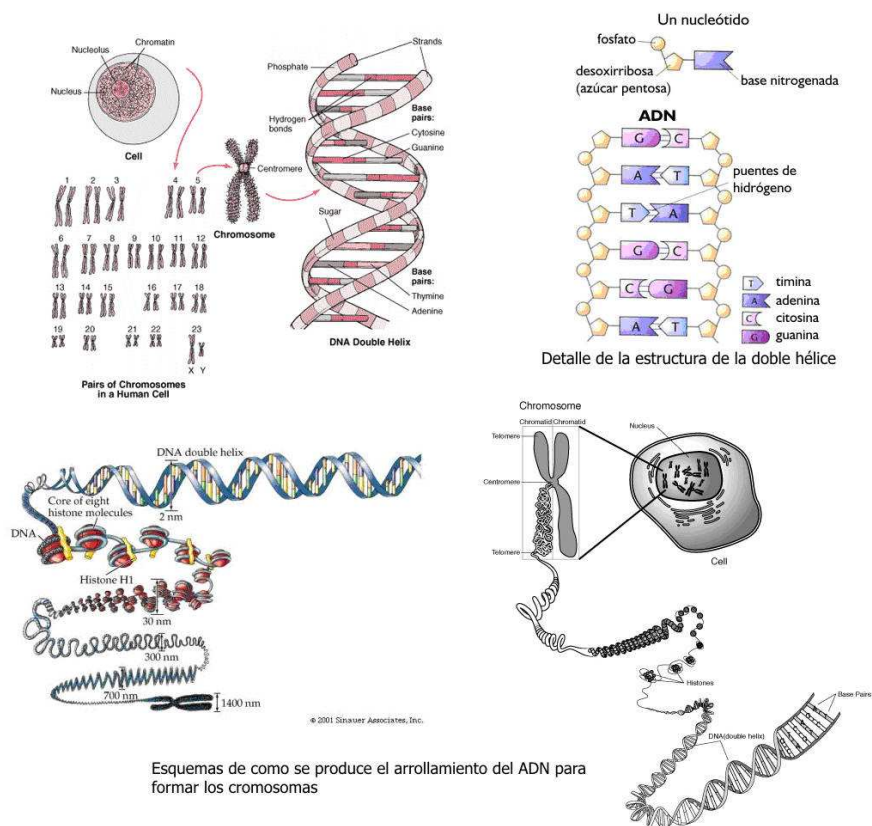 Nucleolus
Chromatin
Nucleus
Cell
1 2 3 4 5
6 7 8 9 10 11 12
13 14 15 16 17 18
19 20 21 22 23
X Y
Pairs of Chromosomes
in a Human Cell
Centromere
Chromosome
Strands
Phosphate
Hydrogen
bonds
Base
pairs:
Cytosine
Guanine
Sugar
Base
pairs:
Thymine
Adenine
DNA Double Helix
Un nucleótido
fosfato
desoxirribosa
(azúcar pentosa)
base nitrogenada
ADN
G C
A T
T A
G C
C G
A T
puentes de
hidrógeno
T timina
A adenina
C citosina
G guanina
Detalle de la estructura de la doble hélice
DNA double helix
2 nm
Core of eight
histone molecules
DNA
Histone H1
30 nm
300 nm
700 nm
1400 nm
© 2001 Sinauer Associates, Inc.
Chromosome
Chromatid Chromatid
Telomere
Centromere
Telomere
Nucleus
Cell
Histones
Base Pairs
DNA(double helix)
Esquemas de como se produce el arrollamiento del ADN para
formar los cromosomas